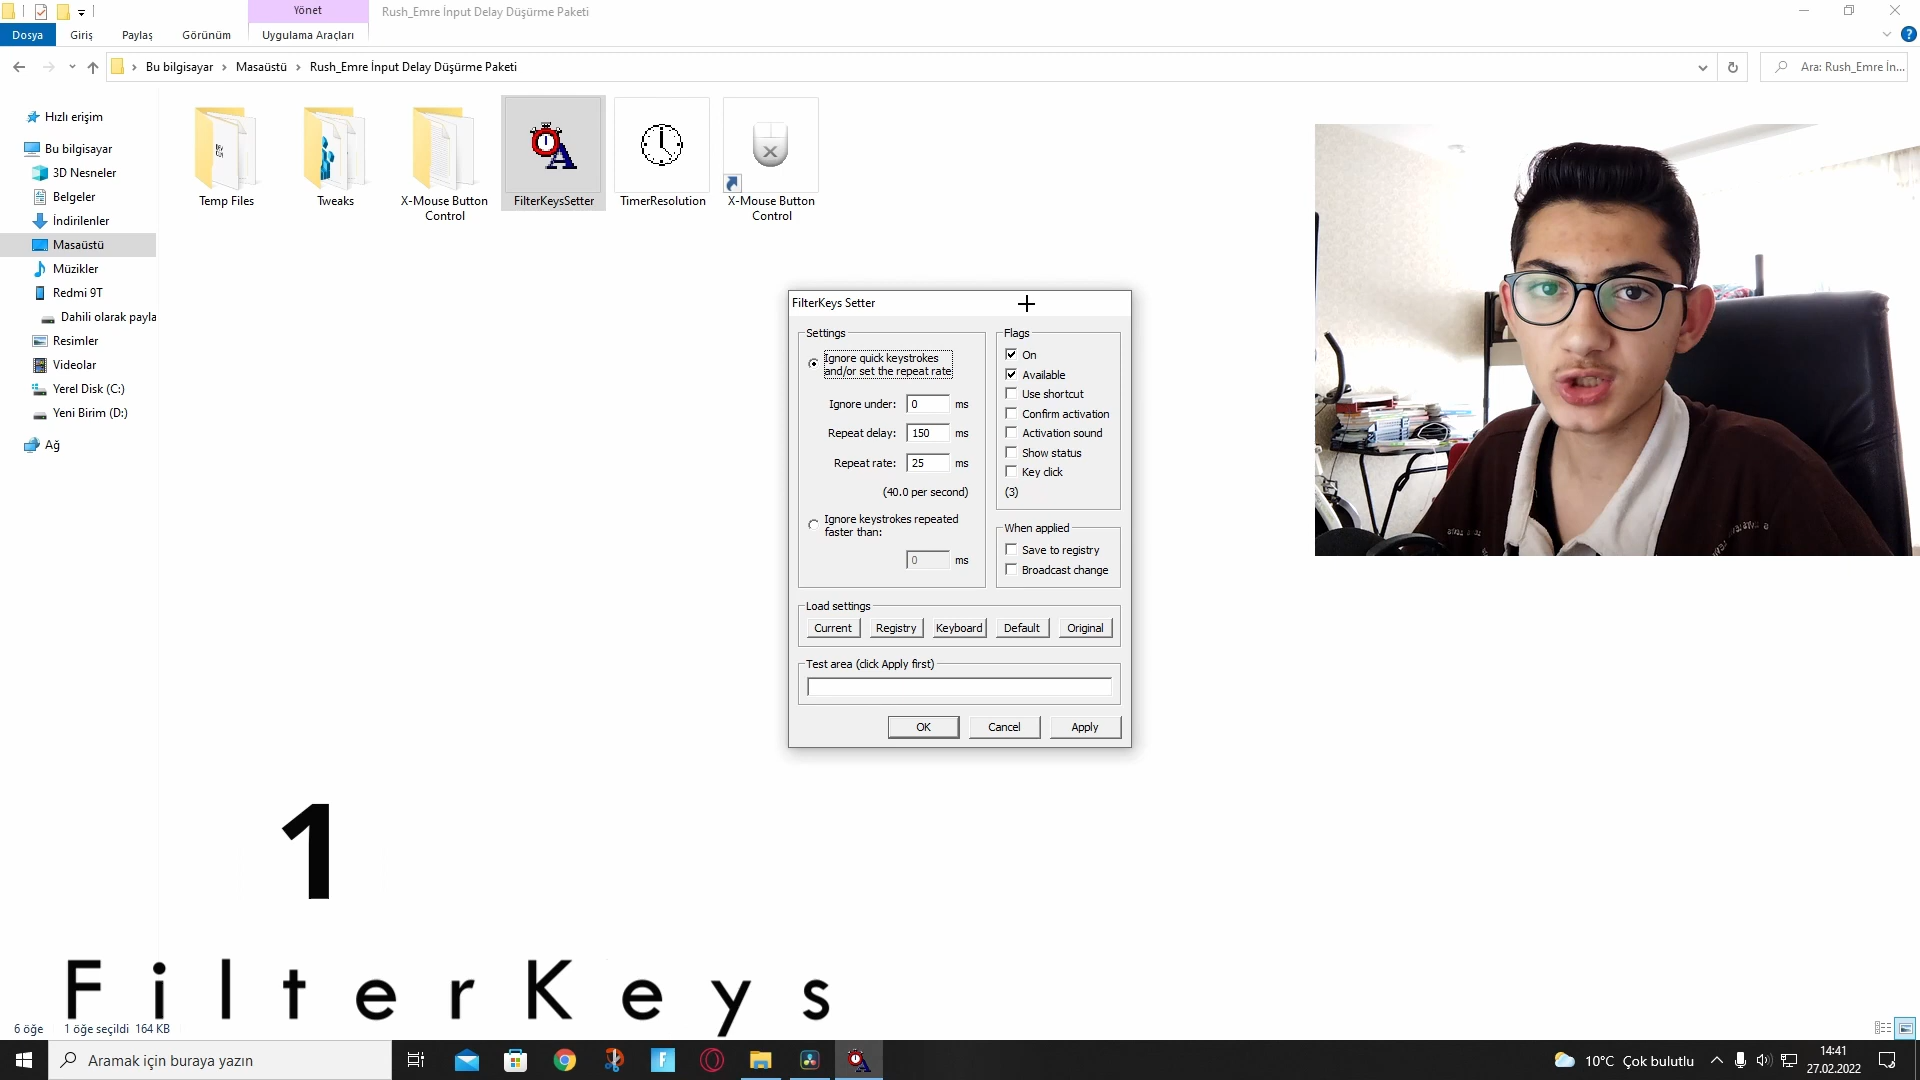 Yönet
Rush_Emre İnput Delay Düşürme Paketi
Dosya
Giriş
Paylaş
Görünüm
Uygulama Araçları
Bu bilgisayar
Masaüstü
Rush_Emre İnput Delay Düşürme Paketi
Ara: Rush_Emre İn...
Hızlı erişim
Bu bilgisayar
3D Nesneler
Belgeler
İndirilenler
Masaüstü
Müzikler
Redmi 9T
Dahili olarak payla
Resimler
Videolar
Yerel Disk (C:)
Yeni Birim (D:)
Ağ
Temp Files
Tweaks
X-Mouse Button
Control
FilterKeysSetter
TimerResolution
X-Mouse Button
Control
FilterKeys Setter
Settings
Ignore quick keystrokes
and/or set the repeat rate
Ignore under: 0 ms
Repeat delay: 150 ms
Repeat rate: 25 ms
(40.0 per second)
Ignore keystrokes repeated
faster than:
0 ms
Flags
On
Available
Use shortcut
Confirm activation
Activation sound
Show status
Key click
(3)
When applied
Save to registry
Broadcast change
Load settings
Current
Registry
Keyboard
Default
Original
Test area (click Apply first)
OK
Cancel
Apply
1
FilterKeys
6 öğe
1 öğe seçildi 164 KB
Aramak için buraya yazın
10°C Çok bulutlu
14:41
27.02.2022